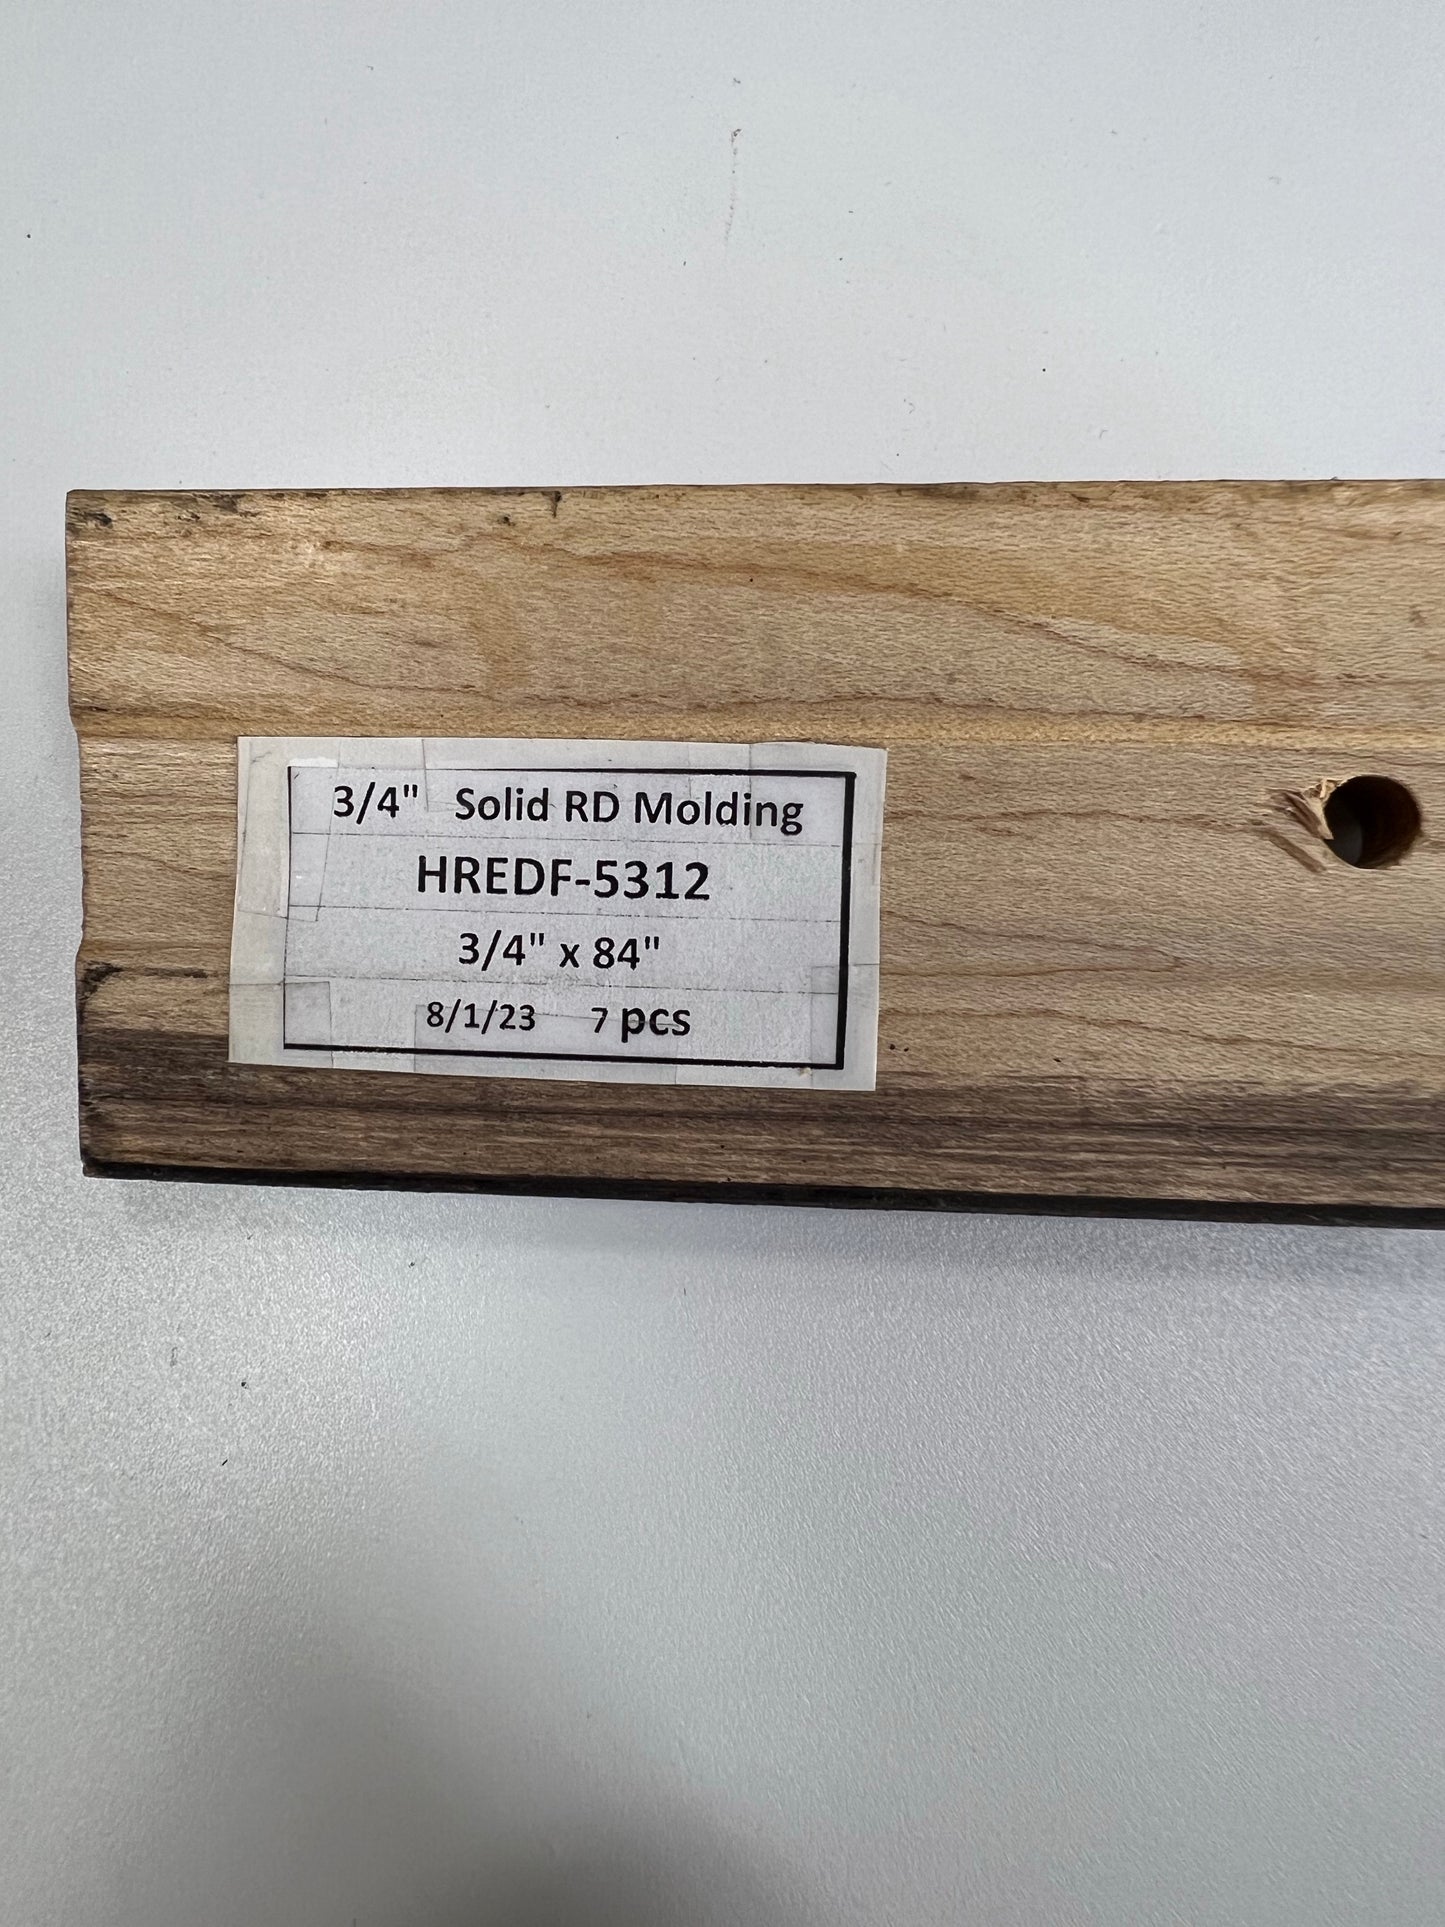 3/4" Solid RD Molding
HREDF-5312
3/4" x 84"
8/1/23 7 pcs